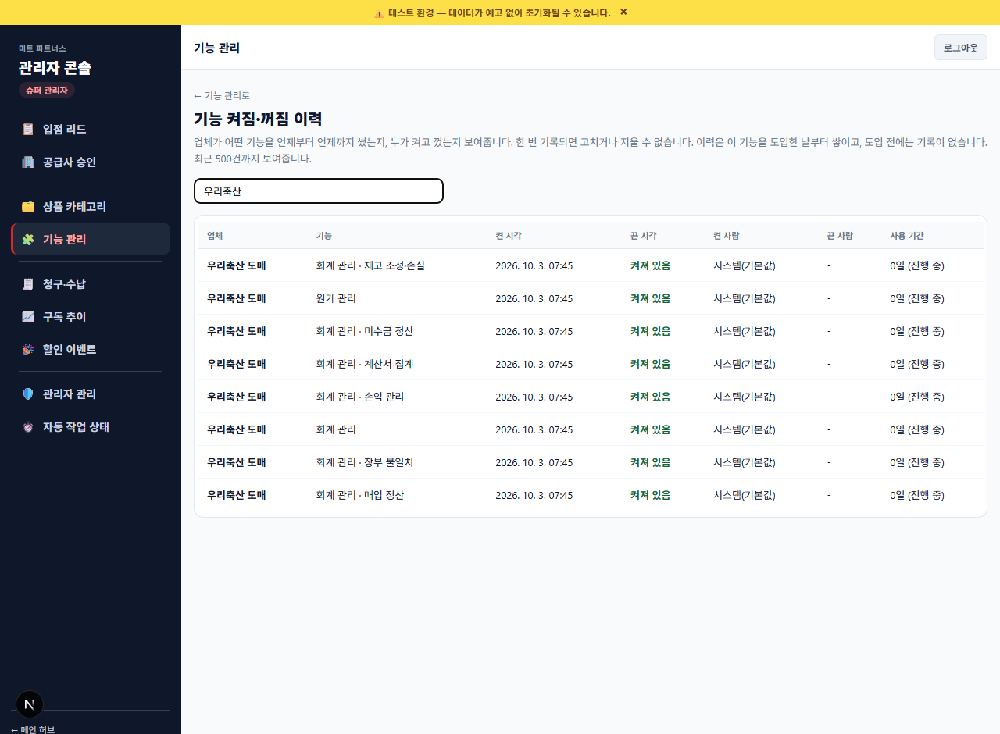 ⚠️ 테스트 환경 — 데이터가 예고 없이 초기화될 수 있습니다. ×
미트 파트너스
관리자 콘솔
슈퍼 관리자
입점 리드
공급사 승인
상품 카테고리
기능 관리
청구·수납
구독 추이
할인 이벤트
관리자 관리
자동 작업 상태
N
← 메인 허브
기능 관리
로그아웃
← 기능 관리로
기능 켜짐·꺼짐 이력
업체가 어떤 기능을 언제부터 언제까지 썼는지, 누가 켜고 껐는지 보여줍니다. 한 번 기록되면 고치거나 지울 수 없습니다. 이력은 이 기능을 도입한 날부터 쌓이고, 도입 전에는 기록이 없습니다.
최근 500건까지 보여줍니다.
우리축산
업체 기능 켠 시각 끈 시각 켠 사람 끈 사람 사용 기간
우리축산 도매 회계 관리 · 재고 조정·손실 2026. 10. 3. 07:45 켜져 있음 시스템(기본값) - 0일 (진행 중)
우리축산 도매 원가 관리 2026. 10. 3. 07:45 켜져 있음 시스템(기본값) - 0일 (진행 중)
우리축산 도매 회계 관리 · 미수금 정산 2026. 10. 3. 07:45 켜져 있음 시스템(기본값) - 0일 (진행 중)
우리축산 도매 회계 관리 · 계산서 집계 2026. 10. 3. 07:45 켜져 있음 시스템(기본값) - 0일 (진행 중)
우리축산 도매 회계 관리 · 손익 관리 2026. 10. 3. 07:45 켜져 있음 시스템(기본값) - 0일 (진행 중)
우리축산 도매 회계 관리 2026. 10. 3. 07:45 켜져 있음 시스템(기본값) - 0일 (진행 중)
우리축산 도매 회계 관리 · 장부 불일치 2026. 10. 3. 07:45 켜져 있음 시스템(기본값) - 0일 (진행 중)
우리축산 도매 회계 관리 · 매입 정산 2026. 10. 3. 07:45 켜져 있음 시스템(기본값) - 0일 (진행 중)